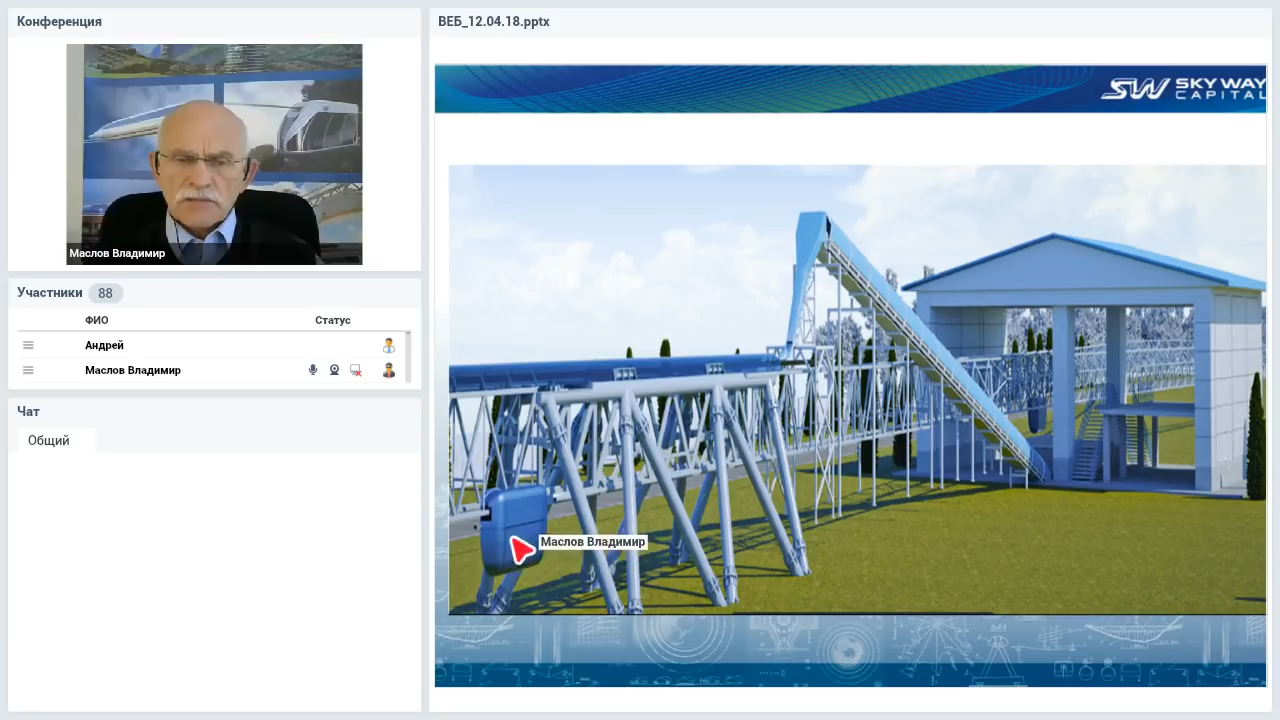 Конференция
Маслов Владимир
Участники 88
ФИО Статус
Андрей
Маслов Владимир
Чат
Общий
ВЕБ_12.04.18.pptx
SW SKY WAY
CAPITAL
Маслов Владимир